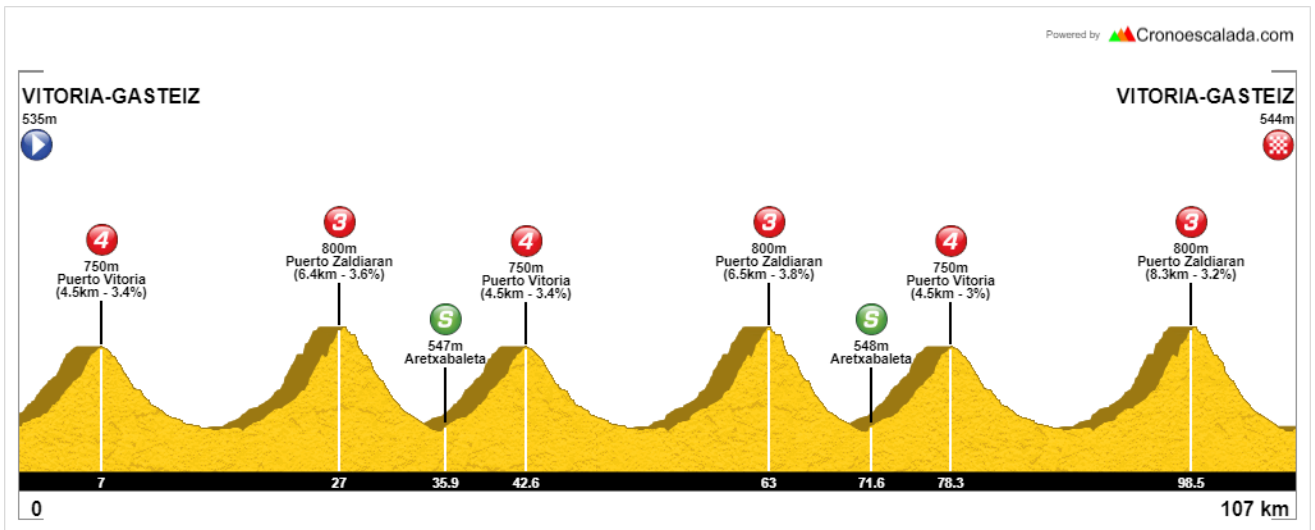 Powered by Cronoescalada.com
VITORIA-GASTEIZ
535m
VITORIA-GASTEIZ
544m
4
750m
Puerto Vitoria
(4.5km - 3.4%)
3
800m
Puerto Zaldiaran
(6.4km - 3.6%)
S
547m
Aretxabaleta
4
750m
Puerto Vitoria
(4.5km - 3.4%)
3
800m
Puerto Zaldiaran
(6.5km - 3.8%)
S
548m
Aretxabaleta
4
750m
Puerto Vitoria
(4.5km - 3%)
3
800m
Puerto Zaldiaran
(8.3km - 3.2%)
7 27 35.9 42.6 63 71.6 78.3 98.5
0 107 km